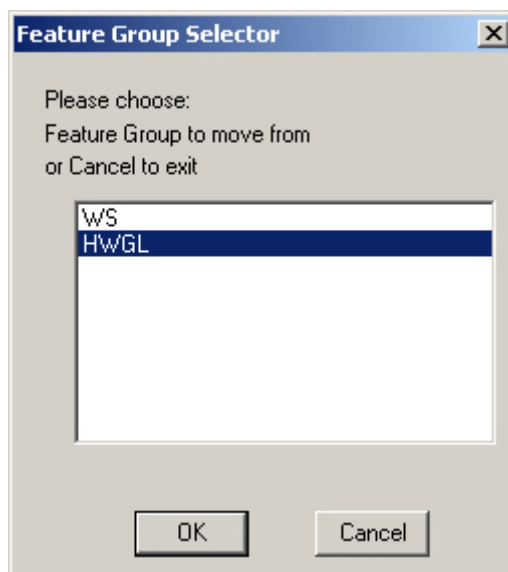 Feature Group Selector
Please choose:
Feature Group to move from
or Cancel to exit
WS
HWGL
OK
Cancel